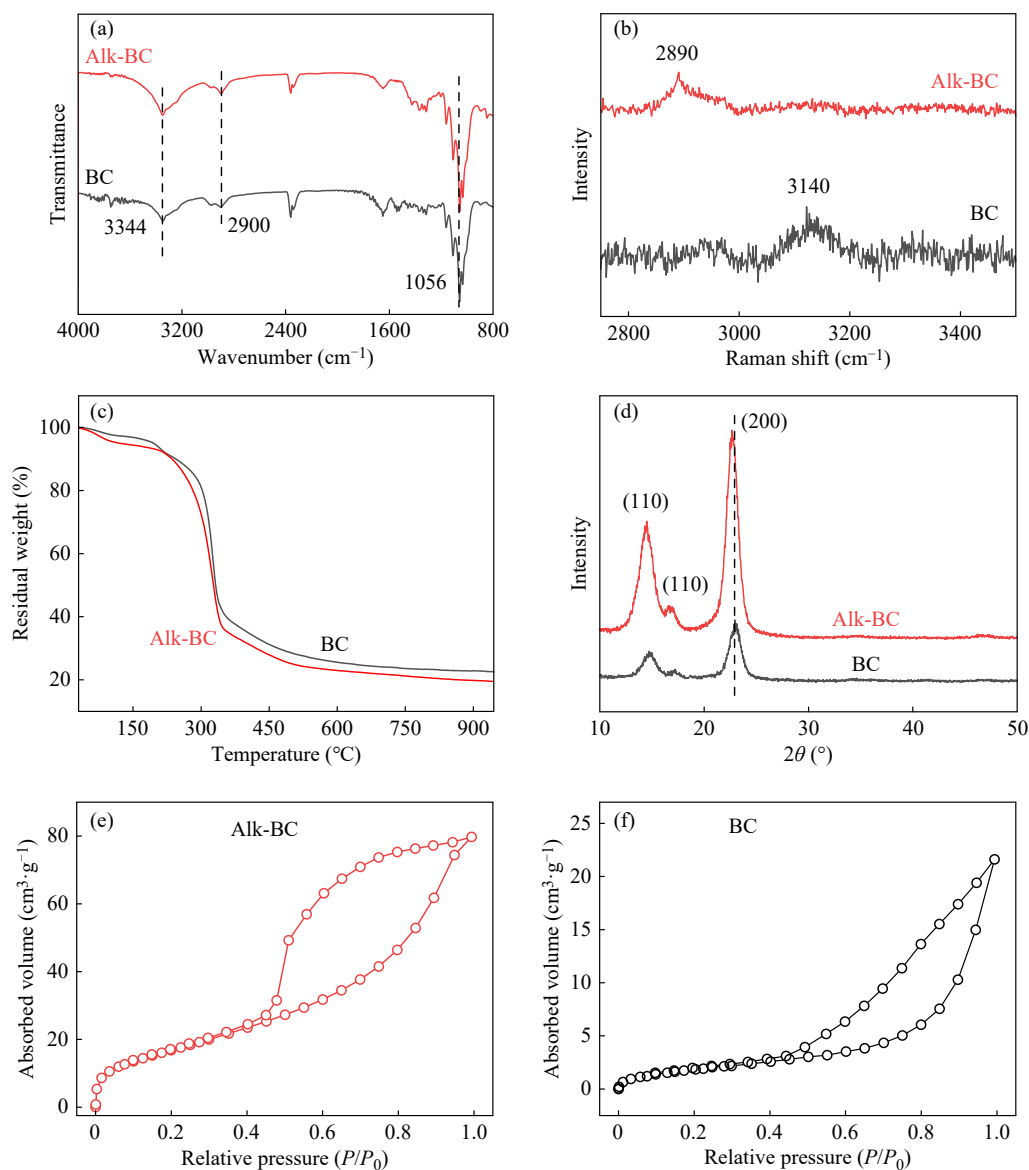 (a)
Alk-BC
BC
3344
2900
1056
Transmittance
4000 3200 2400 1600 800
Wavenumber (cm⁻¹)
(b)
2890
Alk-BC
3140
BC
Intensity
2800 3000 3200 3400
Raman shift (cm⁻¹)
(c)
100
80
60
40
20
Residual weight (%)
Alk-BC
BC
150 300 450 600 750 900
Temperature (°C)
(d)
(200)
(110)
(110)
Alk-BC
BC
Intensity
10 20 30 40 50
2θ (°)
(e)
Alk-BC
80
60
40
20
0
Absorbed volume (cm³·g⁻¹)
0 0.2 0.4 0.6 0.8 1.0
Relative pressure (P/P₀)
(f)
BC
25
20
15
10
5
0
Absorbed volume (cm³·g⁻¹)
0 0.2 0.4 0.6 0.8 1.0
Relative pressure (P/P₀)